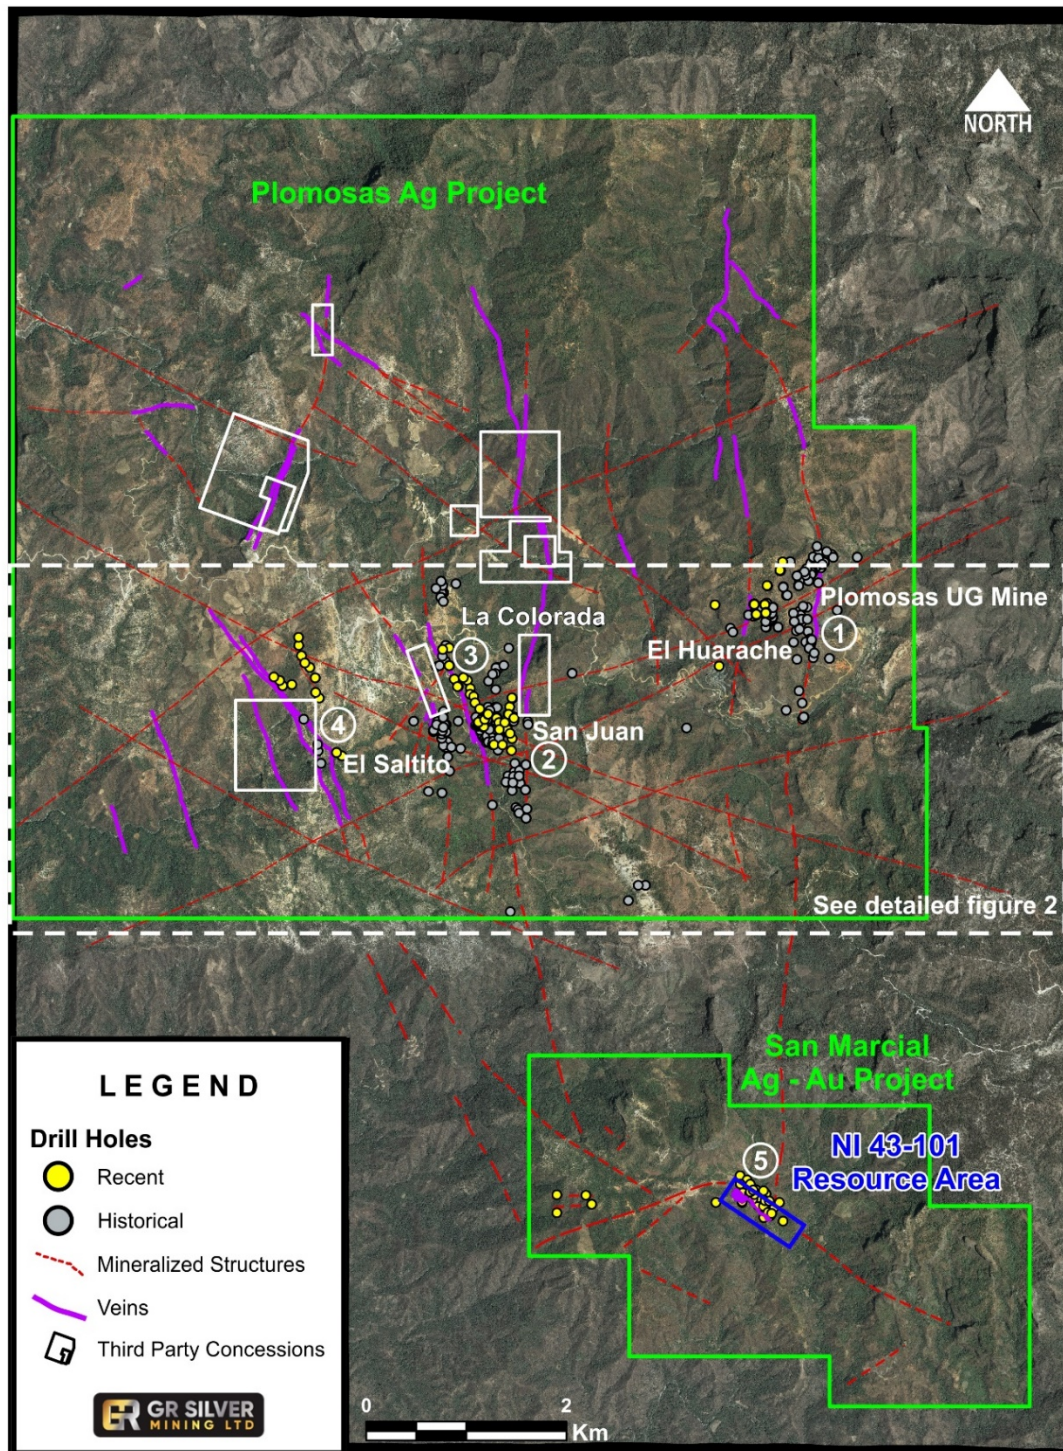 NORTH
Plomosas Ag Project
Plomosas UG Mine
La Colorada
El Huarache
1
3
San Juan
4
El Saltito
2
See detailed figure 2
San Marcial
Ag - Au Project
5
NI 43-101
Resource Area
LEGEND
Drill Holes
Recent
Historical
Mineralized Structures
Veins
Third Party Concessions
GR GR SILVER
MINING LTD
0 2
Km